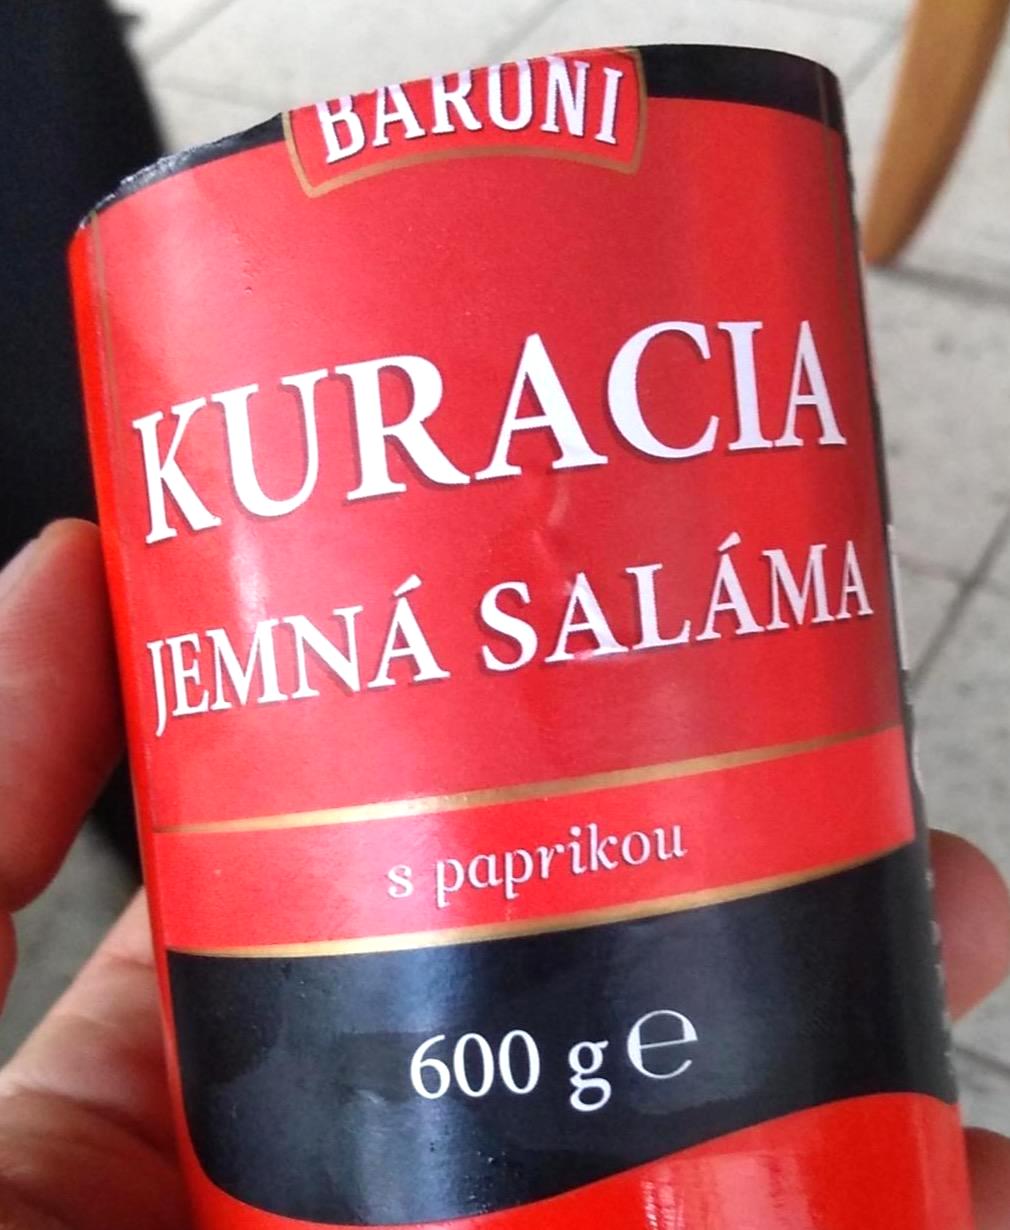 BARONI
KURACIA
JEMNÁ SALÁMA
s paprikou
600 g ℮